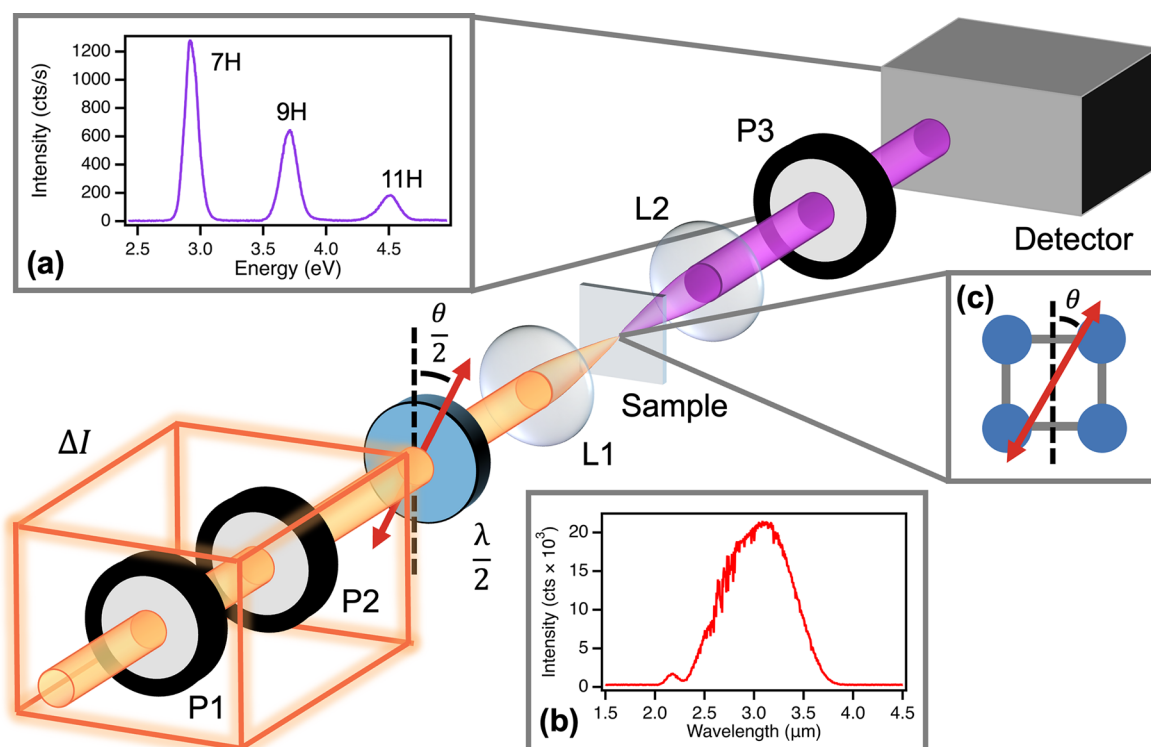 Intensity (cts/s)
1200
1000
800
600
400
200
0
7H
9H
11H
2.5 3.0 3.5 4.0 4.5
Energy (eV)
(a)
P3
L2
Detector
(c)
θ
θ
2
Sample
L1
ΔI
λ
2
P2
P1
Intensity (cts × 10³)
20
15
10
5
0
1.5 2.0 2.5 3.0 3.5 4.0 4.5
Wavelength (μm)
(b)